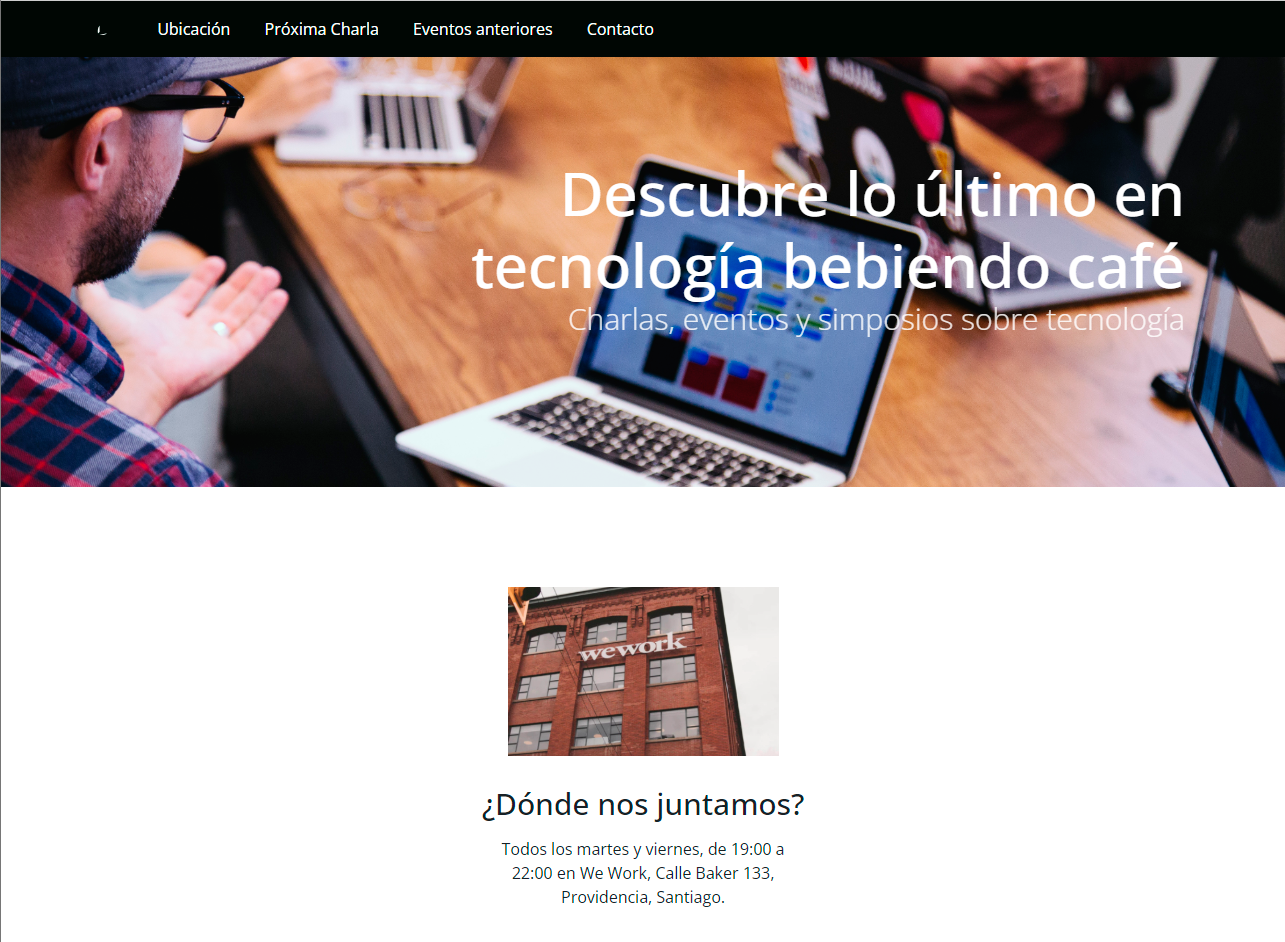 Ubicación Próxima Charla Eventos anteriores Contacto
Descubre lo último en
tecnología bebiendo café
Charlas, eventos y simposios sobre tecnología
wework
¿Dónde nos juntamos?
Todos los martes y viernes, de 19:00 a
22:00 en We Work, Calle Baker 133,
Providencia, Santiago.